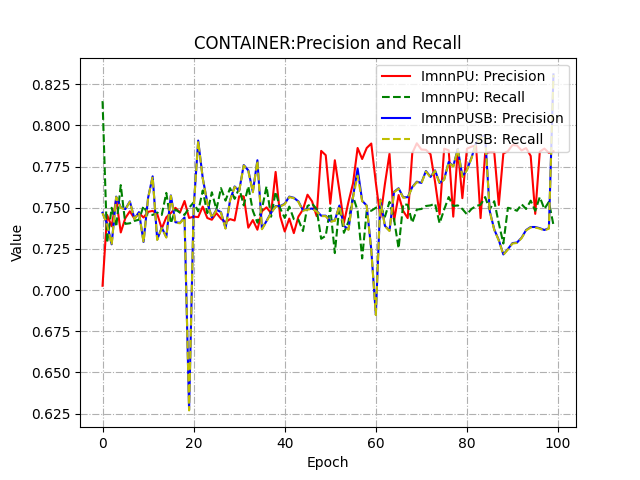 CONTAINER:Precision and Recall
ImnnPU: Precision
ImnnPU: Recall
ImnnPUSB: Precision
ImnnPUSB: Recall
Value
0.825
0.800
0.775
0.750
0.725
0.700
0.675
0.650
0.625
0 20 40 60 80 100
Epoch